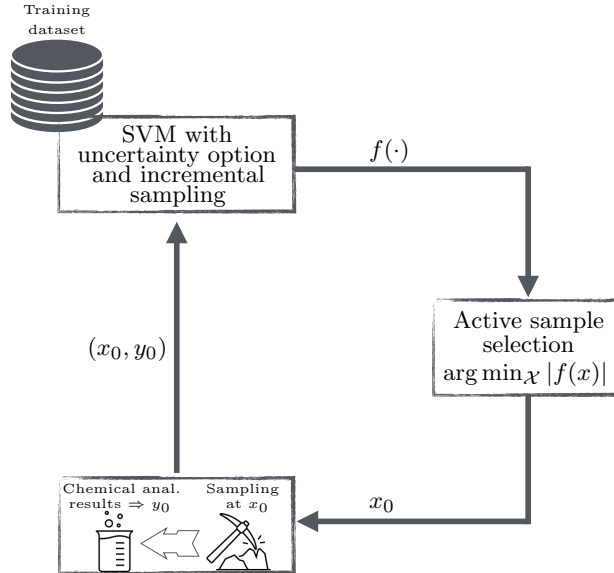 Training
dataset
SVM with
uncertainty option
and incremental
sampling
f(·)
Active sample
selection
arg min_𝒳 |f(x)|
(x₀, y₀)
x₀
Chemical anal.
results ⇒ y₀
Sampling
at x₀